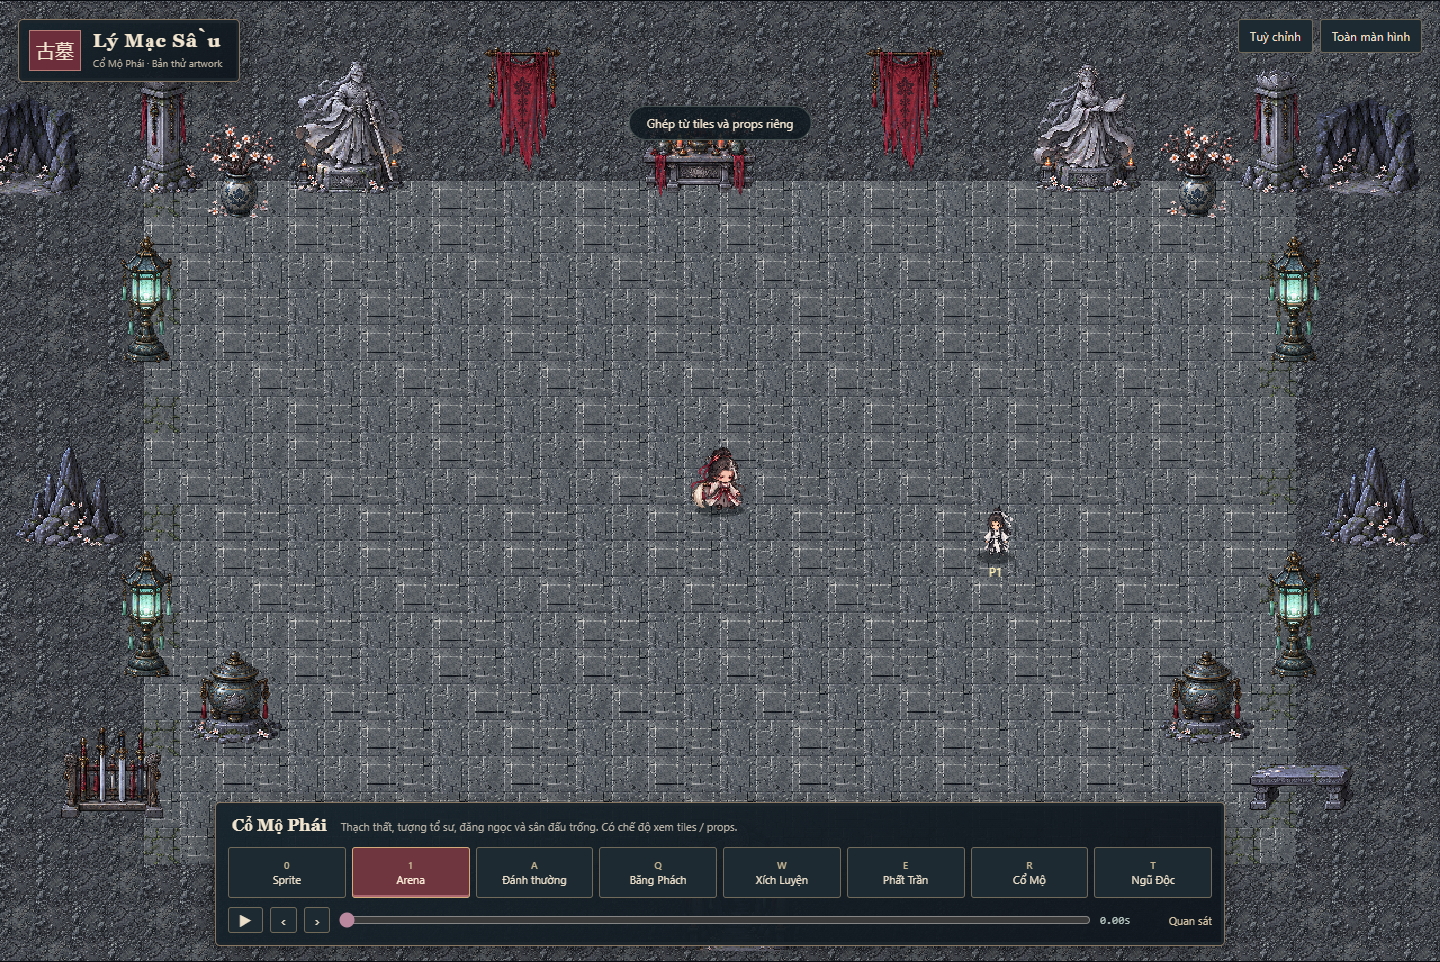 古墓
Lý Mạc Sầu
Cổ Mộ Phái · Bản thử artwork
Tuỳ chỉnh
Toàn màn hình
Ghép từ tiles và props riêng
P1
Cổ Mộ Phái
Thạch thất, tượng tổ sư, đăng ngọc và sân đấu trống. Có chế độ xem tiles / props.
0
Sprite
1
Arena
A
Đánh thường
Q
Băng Phách
W
Xích Luyện
E
Phất Trần
R
Cổ Mộ
T
Ngũ Độc
0.00s
Quan sát